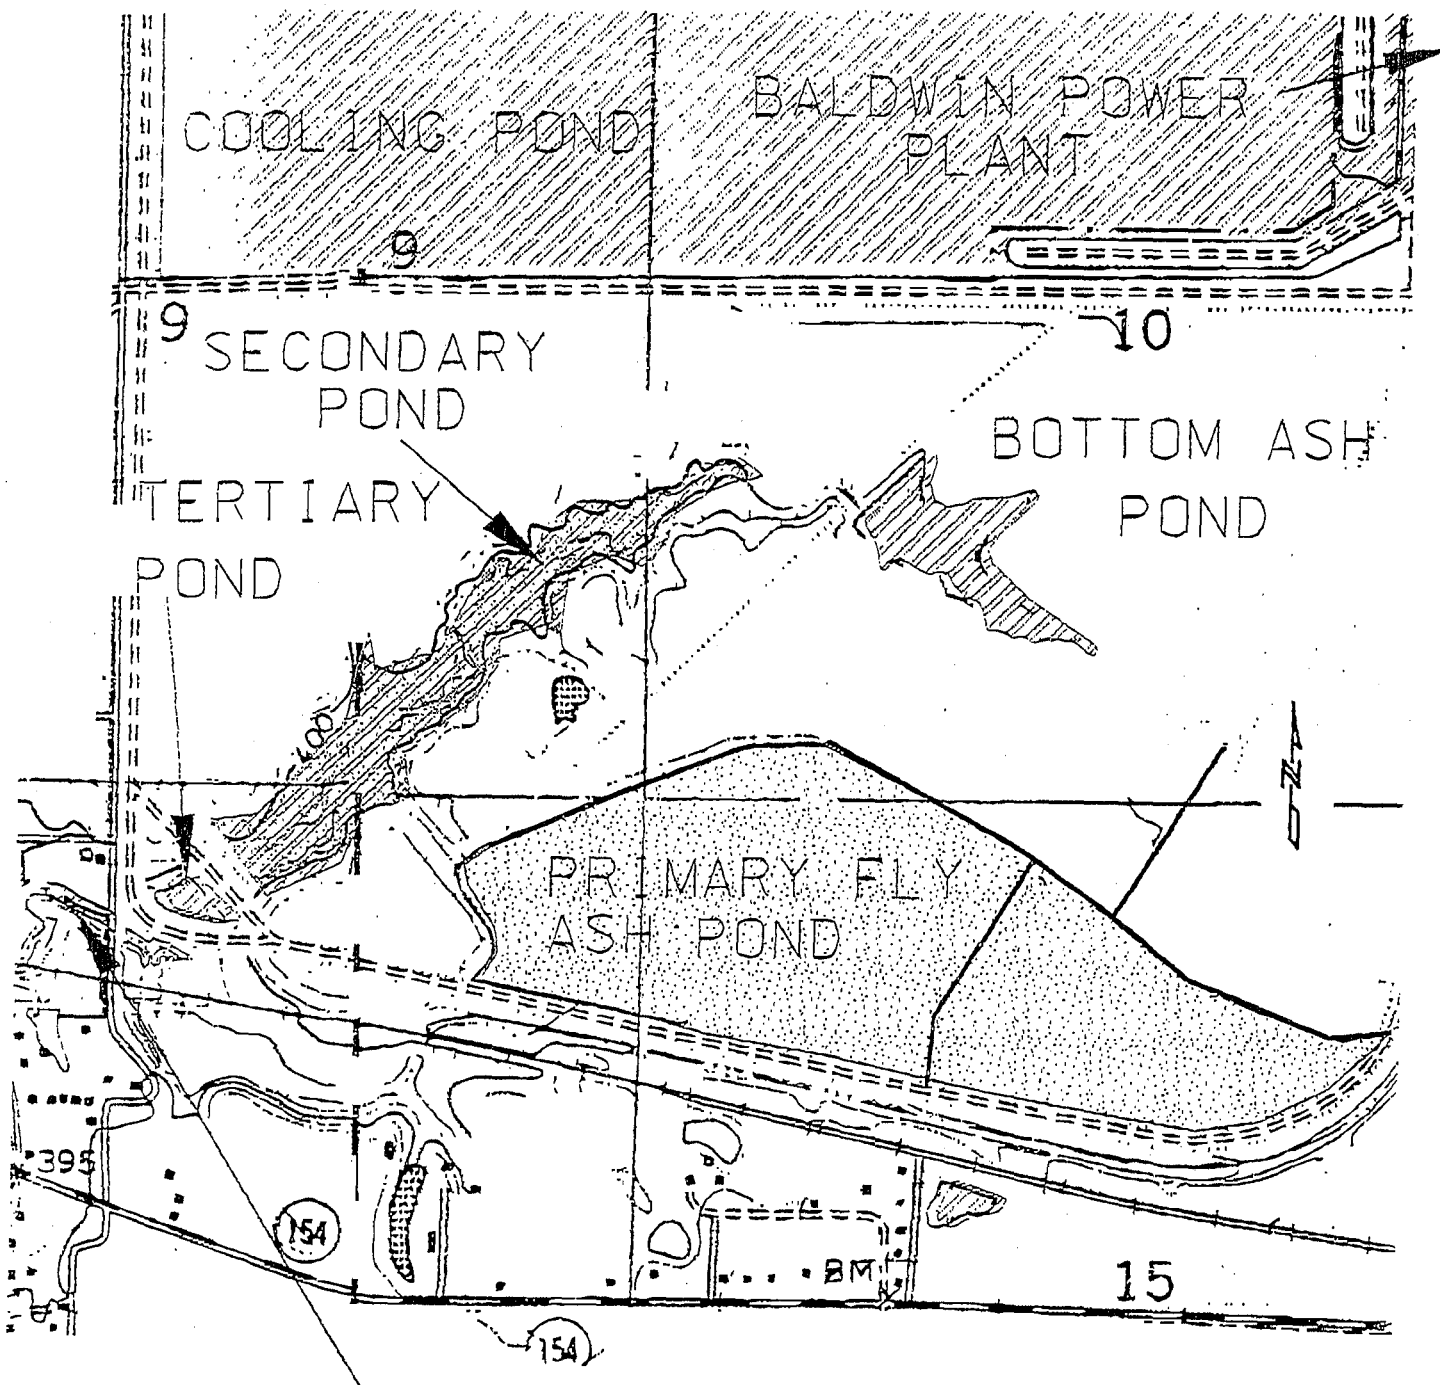 BALDWIN POWER
PLANT
COOLING POND
9
9
10
SECONDARY
POND
BOTTOM ASH
POND
TERTIARY
POND
400
N
PRIMARY FLY
ASH POND
154
BM
15
154